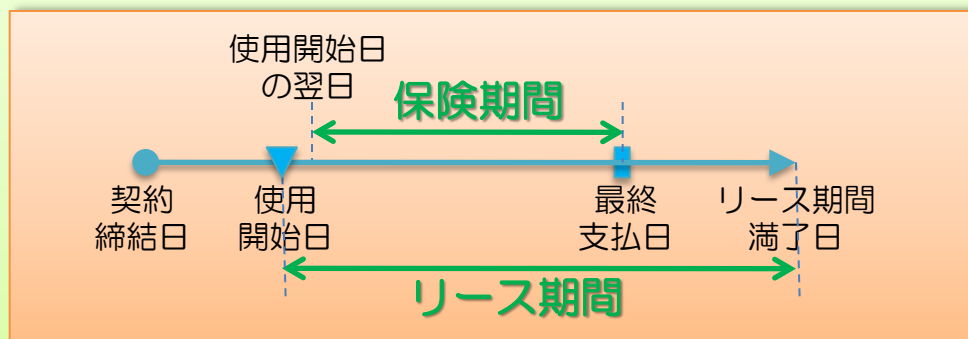 使用開始日
の翌日
保険期間
契約
締結日
使用
開始日
最終
支払日
リース期間
満了日
リース期間